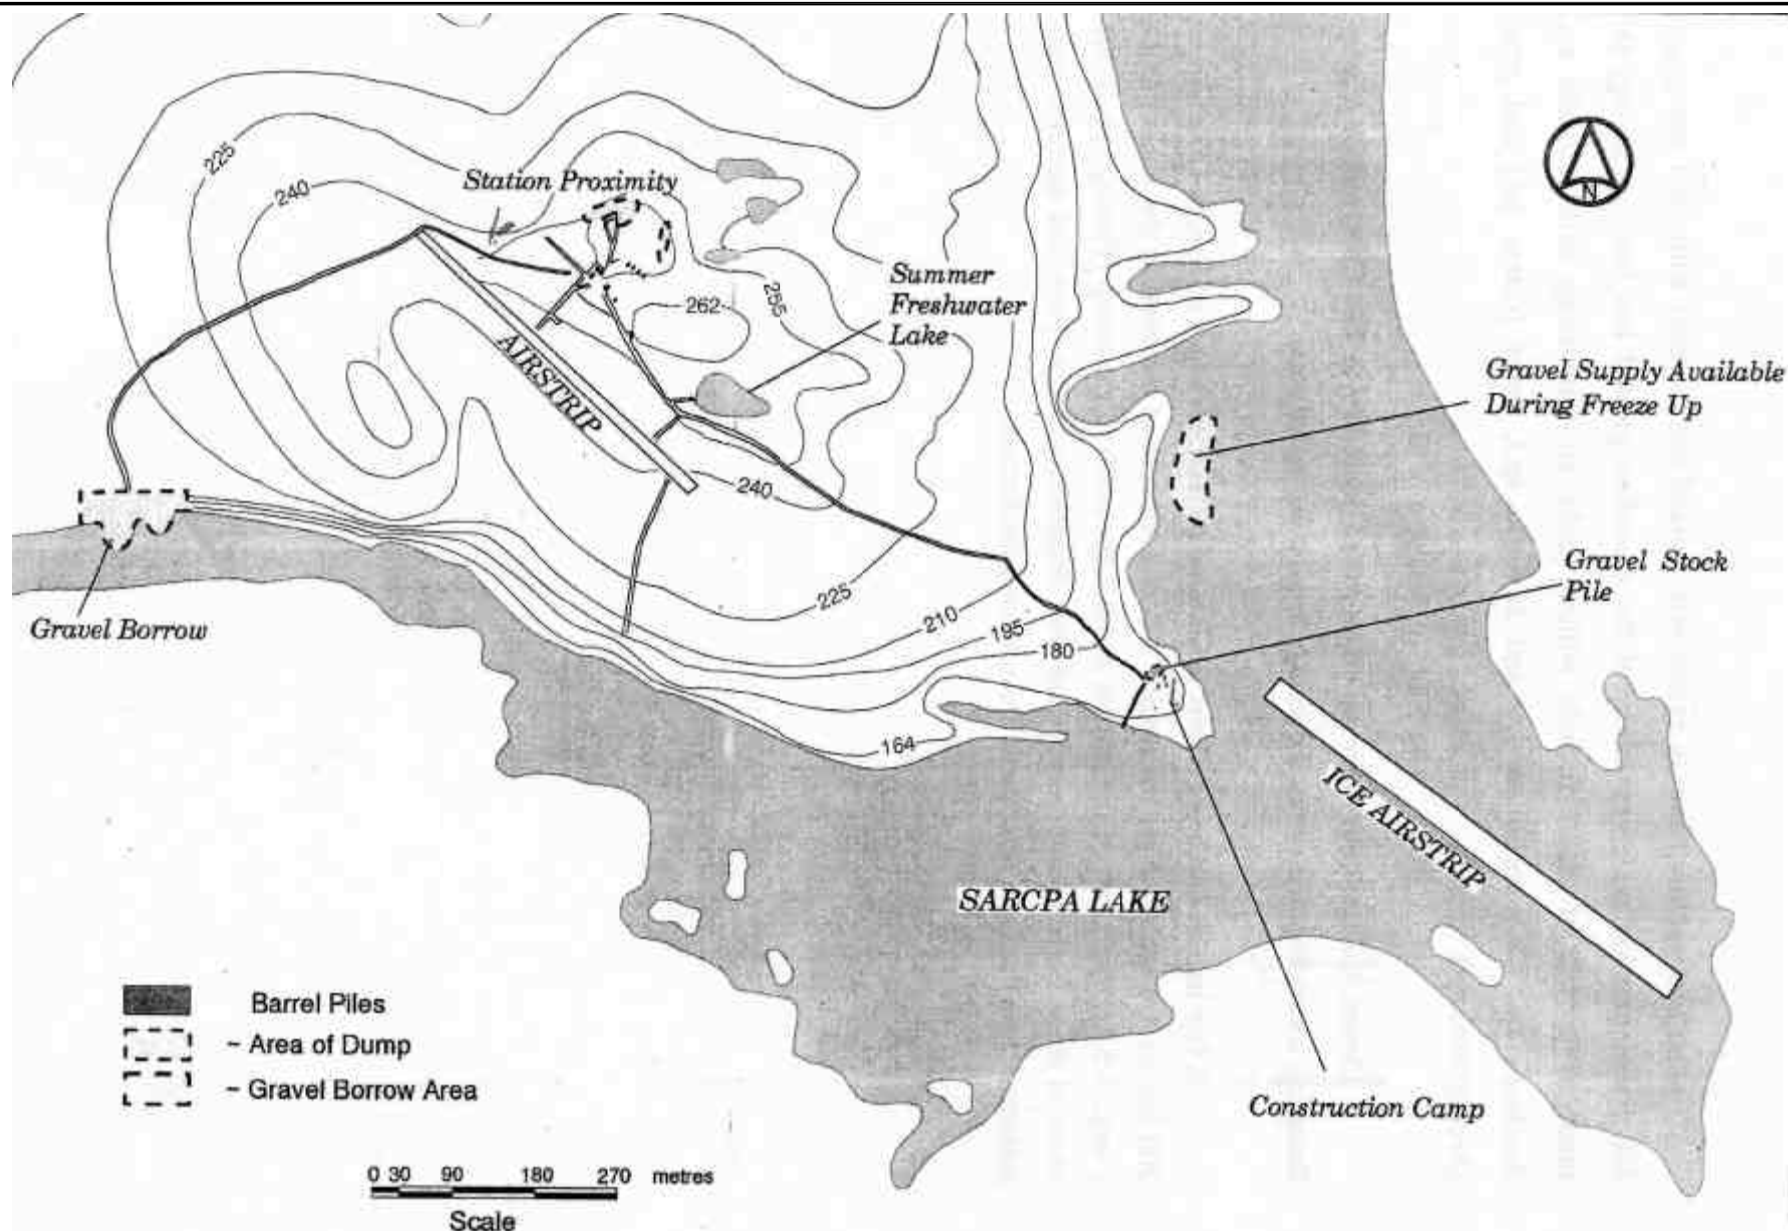 225
240
Station Proximity
262
255
Summer
Freshwater
Lake
N
AIRSTRIP
Gravel Supply Available
During Freeze Up
240
Gravel Stock
Pile
225
210
195
180
Gravel Borrow
164
ICE AIRSTRIP
SARCPA LAKE
Barrel Piles
~ Area of Dump
~ Gravel Borrow Area
Construction Camp
0 30 90 180 270 metres
Scale